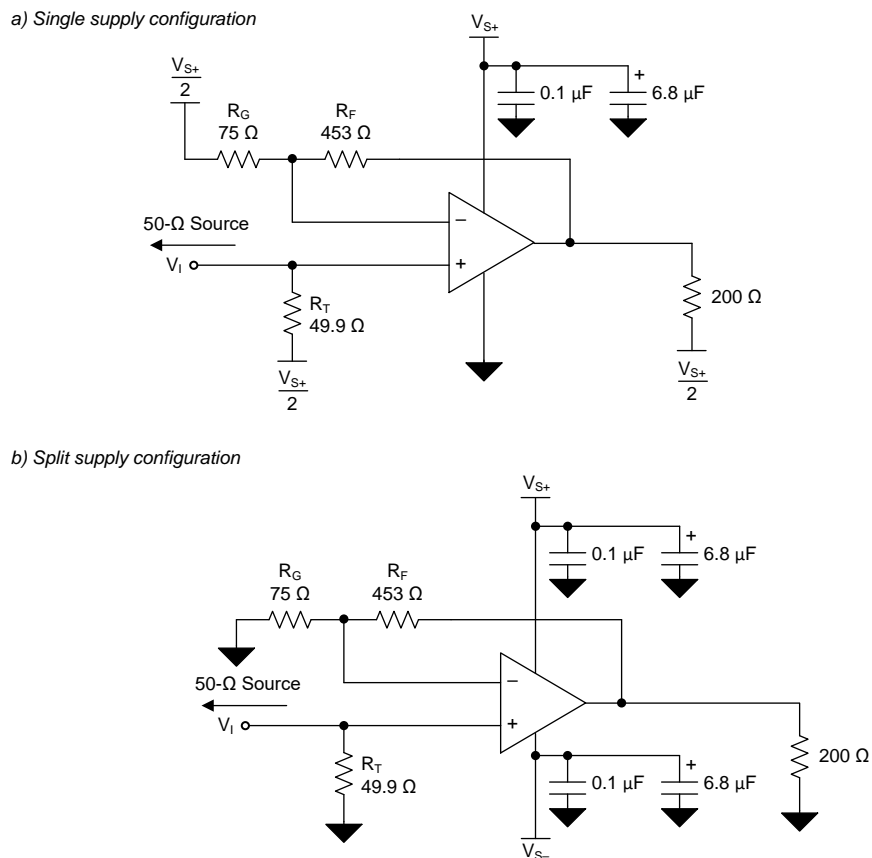 a) Single supply configuration
V_S+
V_S+
2
0.1 µF
+
6.8 µF
R_G
75 Ω
R_F
453 Ω
50-Ω Source
−
V_I
+
R_T
49.9 Ω
200 Ω
V_S+
2
V_S+
2
b) Split supply configuration
V_S+
0.1 µF
+
6.8 µF
R_G
75 Ω
R_F
453 Ω
50-Ω Source
−
V_I
+
R_T
49.9 Ω
0.1 µF
+
6.8 µF
200 Ω
V_S−